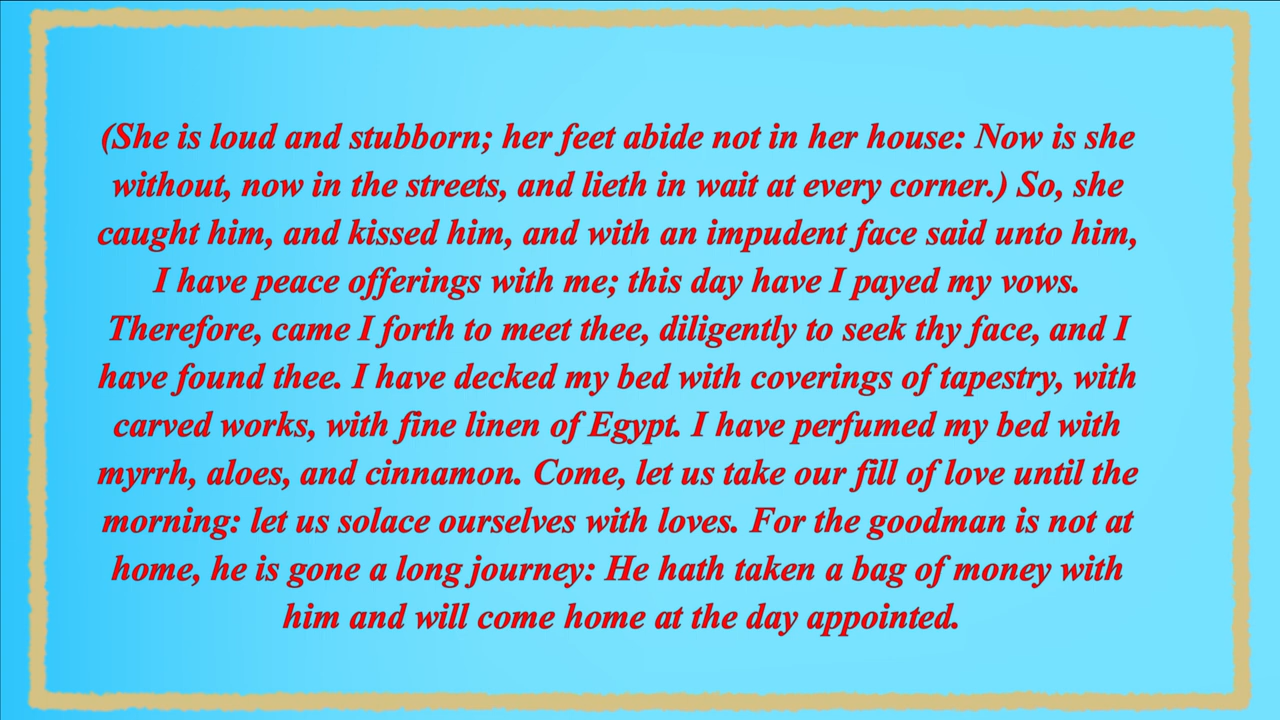 (She is loud and stubborn; her feet abide not in her house: Now is she
without, now in the streets, and lieth in wait at every corner.) So, she
caught him, and kissed him, and with an impudent face said unto him,
I have peace offerings with me; this day have I payed my vows.
Therefore, came I forth to meet thee, diligently to seek thy face, and I
have found thee. I have decked my bed with coverings of tapestry, with
carved works, with fine linen of Egypt. I have perfumed my bed with
myrrh, aloes, and cinnamon. Come, let us take our fill of love until the
morning: let us solace ourselves with loves. For the goodman is not at
home, he is gone a long journey: He hath taken a bag of money with
him and will come home at the day appointed.